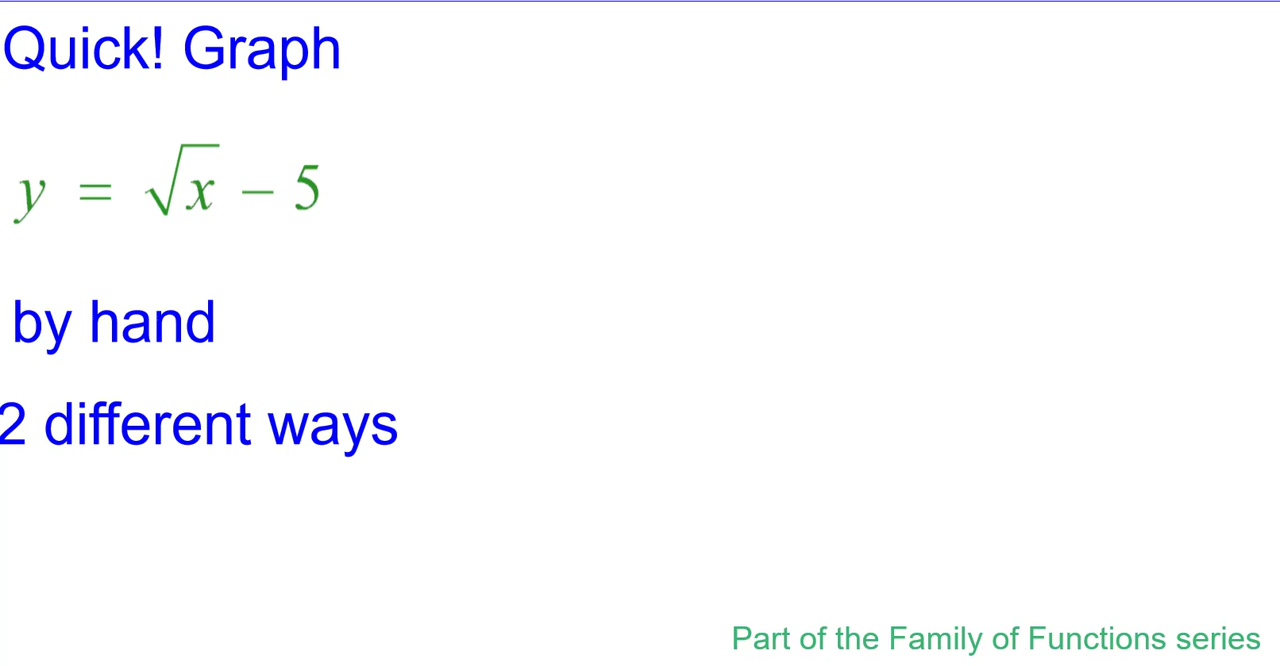 Quick! Graph
y = √x − 5
by hand
2 different ways
Part of the Family of Functions series